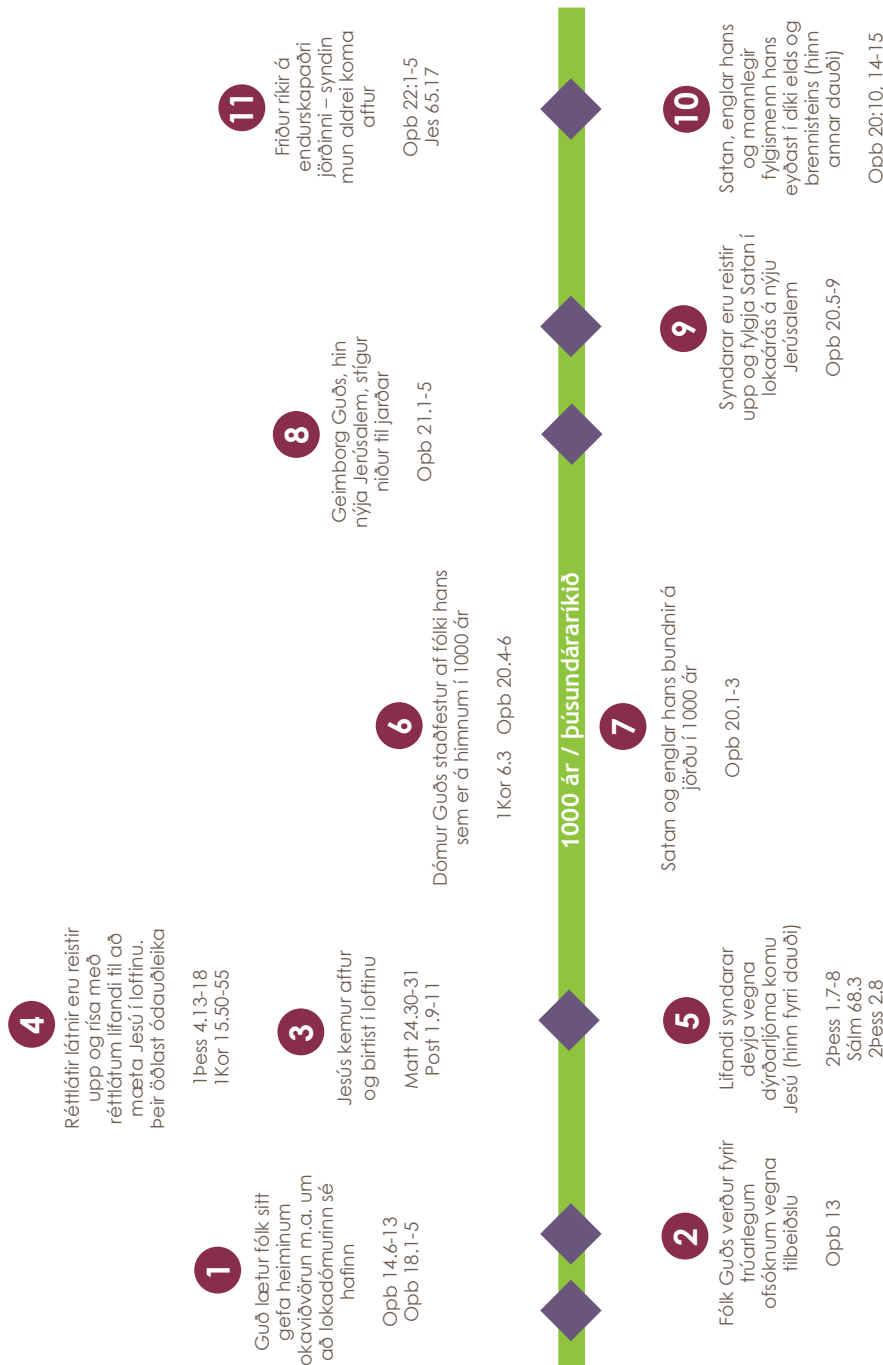 1
Guð lætur fólk sitt
gefa heiminum
okaviðvörun m.a. um
að lokadómurinn sé
hafinn
Opb 14.6-13
Opb 18.1-5
2
Fólk Guðs verður fyrir
trúarlegum
ofsóknum vegna
tilbeiðslu
Opb 13
3
Jesús kemur aftur
og birtist í loftinu
Matt 24.30-31
Post 1.9-11
4
Réttlátir látnir eru reistir
upp og rísa með
réttlátum lifandi til að
mæta Jesú í loftinu.
Þeir öðlast ódauðleika
1Þess 4.13-18
1Kor 15.50-55
5
Lifandi syndarar
deyja vegna
dýrðarljóma komu
Jesú (hinn fyrri dauði)
2Þess 1.7-8
Sálm 68.3
2Þess 2.8
6
Dómur Guðs staðfestur af fólki hans
sem er á himnum í 1000 ár
1Kor 6.3 Opb 20.4-6
1000 ár / þúsundáraríkið
7
Satan og englar hans bundnir á
jörðu í 1000 ár
Opb 20.1-3
8
Geimborg Guðs, hin
nýja Jerúsalem, stígur
niður til jarðar
Opb 21.1-5
9
Syndarar eru reistir
upp og fylgja Satan í
lokaárás á nýju
Jerúsalem
Opb 20.5-9
10
Satan, englar hans
og mannlegir
fylgismenn hans
eyðast í díki elds og
brennisteins (hinn
annar dauði)
Opb 20:10, 14-15
11
Friður ríkir á
endurskapaðri
jörðinni – syndin
mun aldrei koma
aftur
Opb 22:1-5
Jes 65.17